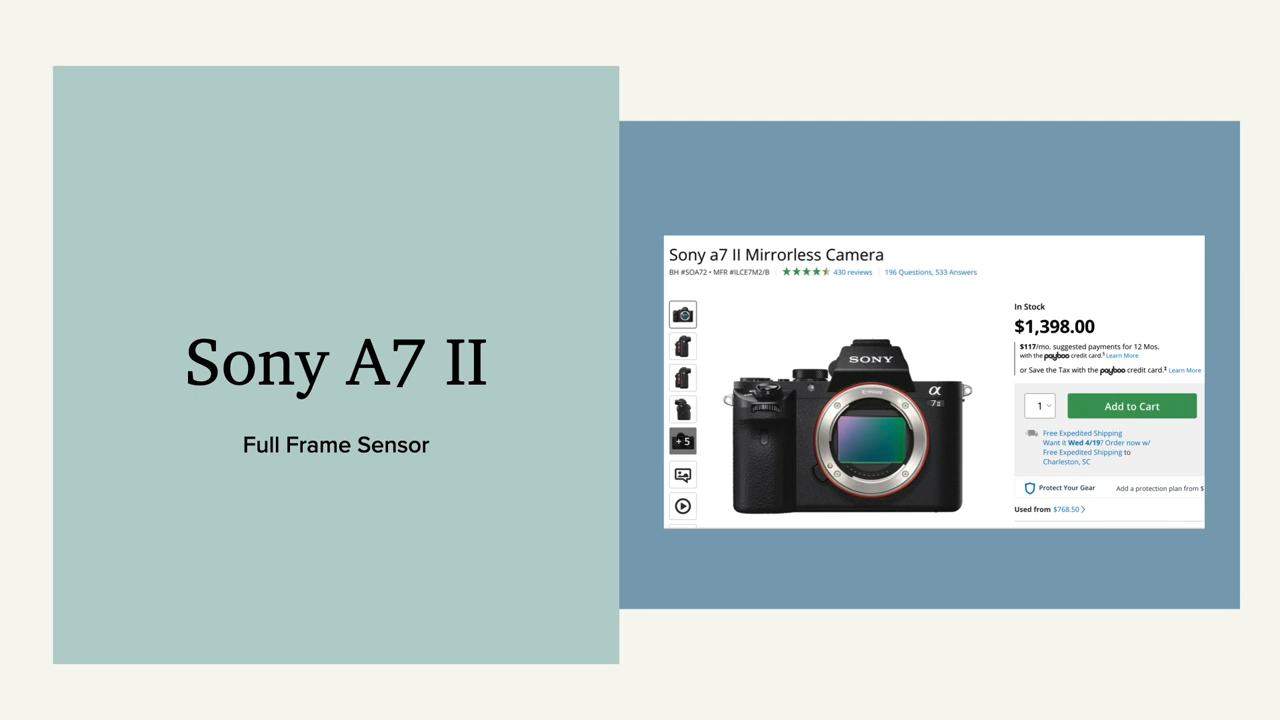 Sony A7 II
Full Frame Sensor
Sony a7 II Mirrorless Camera
BH #SOA72 • MFR #ILCE7M2/B 430 reviews 196 Questions, 533 Answers
+ 5
SONY
α
7II
In Stock
$1,398.00
$117/mo. suggested payments for 12 Mos.
with the payboo credit card.§ Learn More
or Save the Tax with the payboo credit card.‡ Learn More
1
Add to Cart
Free Expedited Shipping
Want it Wed 4/19? Order now w/
Free Expedited Shipping to
Charleston, SC
Protect Your Gear Add a protection plan from $
Used from $768.50